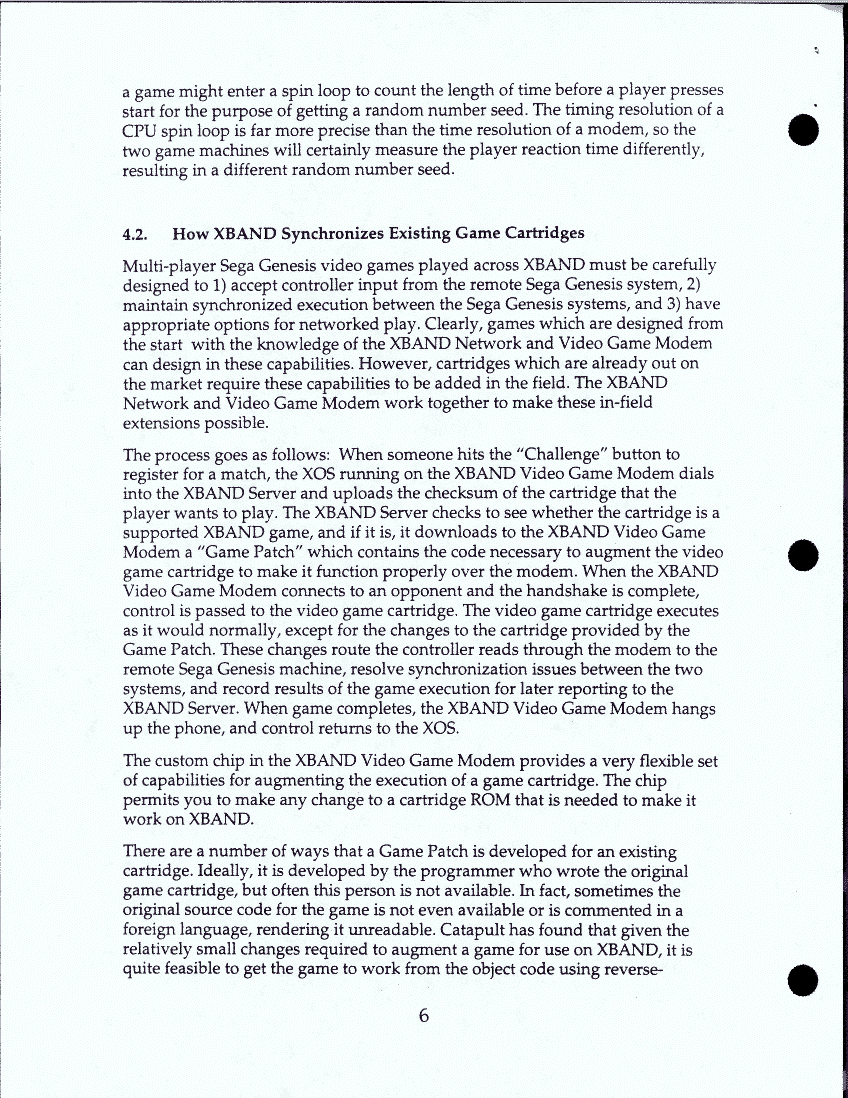 a game might enter a spin loop to count the length of time before a player presses
start for the purpose of getting a random number seed. The timing resolution of a
CPU spin loop is far more precise than the time resolution of a modem, so the
two game machines will certainly measure the player reaction time differently,
resulting in a different random number seed.
4.2. How XBAND Synchronizes Existing Game Cartridges
Multi-player Sega Genesis video games played across XBAND must be carefully
designed to 1) accept controller input from the remote Sega Genesis system, 2)
maintain synchronized execution between the Sega Genesis systems, and 3) have
appropriate options for networked play. Clearly, games which are designed from
the start with the knowledge of the XBAND Network and Video Game Modem
can design in these capabilities. However, cartridges which are already out on
the market require these capabilities to be added in the field. The XBAND
Network and Video Game Modem work together to make these in-field
extensions possible.
The process goes as follows: When someone hits the "Challenge" button to
register for a match, the XOS running on the XBAND Video Game Modem dials
into the XBAND Server and uploads the checksum of the cartridge that the
player wants to play. The XBAND Server checks to see whether the cartridge is a
supported XBAND game, and if it is, it downloads to the XBAND Video Game
Modem a "Game Patch" which contains the code necessary to augment the video
game cartridge to make it function properly over the modem. When the XBAND
Video Game Modem connects to an opponent and the handshake is complete,
control is passed to the video game cartridge. The video game cartridge executes
as it would normally, except for the changes to the cartridge provided by the
Game Patch. These changes route the controller reads through the modem to the
remote Sega Genesis machine, resolve synchronization issues between the two
systems, and record results of the game execution for later reporting to the
XBAND Server. When game completes, the XBAND Video Game Modem hangs
up the phone, and control returns to the XOS.
The custom chip in the XBAND Video Game Modem provides a very flexible set
of capabilities for augmenting the execution of a game cartridge. The chip
permits you to make any change to a cartridge ROM that is needed to make it
work on XBAND.
There are a number of ways that a Game Patch is developed for an existing
cartridge. Ideally, it is developed by the programmer who wrote the original
game cartridge, but often this person is not available. In fact, sometimes the
original source code for the game is not even available or is commented in a
foreign language, rendering it unreadable. Catapult has found that given the
relatively small changes required to augment a game for use on XBAND, it is
quite feasible to get the game to work from the object code using reverse-
6